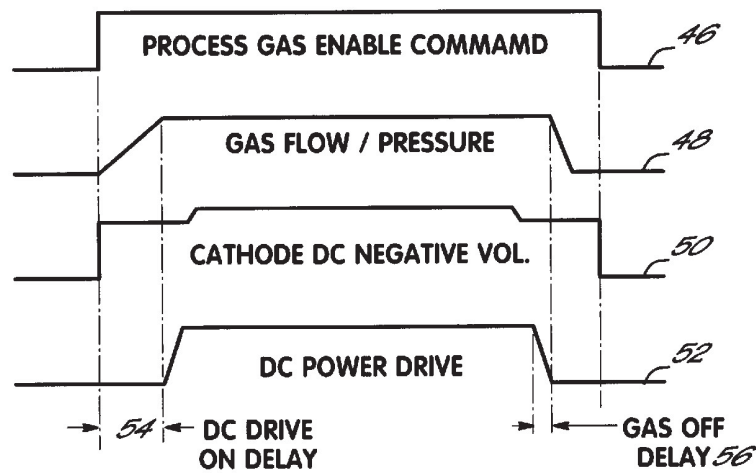 PROCESS GAS ENABLE COMMAMD
46
GAS FLOW / PRESSURE
48
CATHODE DC NEGATIVE VOL.
50
DC POWER DRIVE
52
54
DC DRIVE
ON DELAY
GAS OFF
DELAY 56